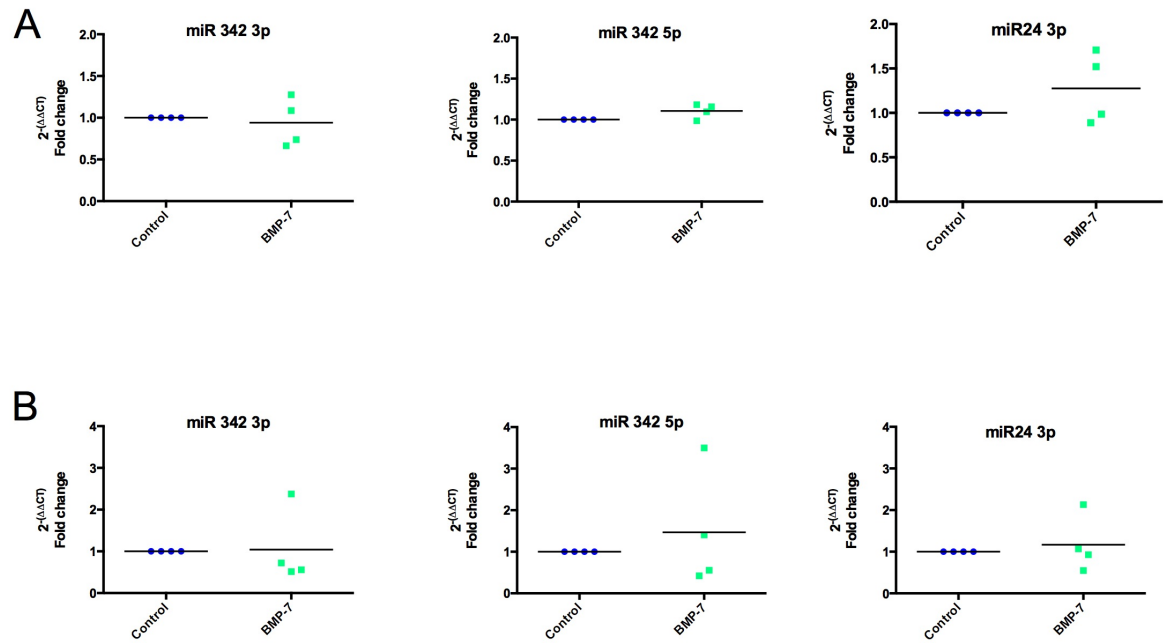 A
miR 342 3p
2-(ΔΔCT)
Fold change
2.0
1.5
1.0
0.5
0.0
Control
BMP-7
miR 342 5p
2-(ΔΔCT)
Fold change
2.0
1.5
1.0
0.5
0.0
Control
BMP-7
miR24 3p
2-(ΔΔCT)
Fold change
2.0
1.5
1.0
0.5
0.0
Control
BMP-7
B
miR 342 3p
2-(ΔΔCT)
Fold change
4
3
2
1
0
Control
BMP-7
miR 342 5p
2-(ΔΔCT)
Fold change
4
3
2
1
0
Control
BMP-7
miR24 3p
2-(ΔΔCT)
Fold change
4
3
2
1
0
Control
BMP-7